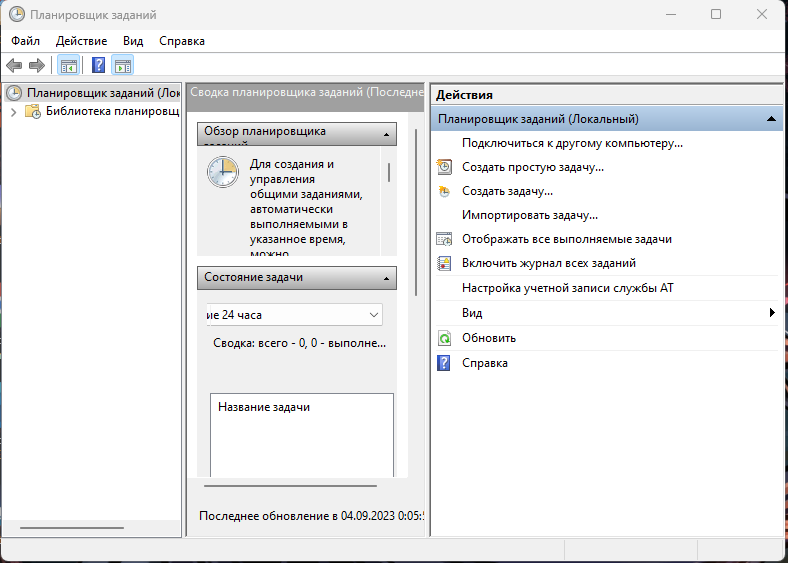 Планировщик заданий
Файл Действие Вид Справка
Планировщик заданий (Лок
Библиотека планировщ
Сводка планировщика заданий (Последне
Обзор планировщика
заданий
Для создания и
управления
общими заданиями,
автоматически
выполняемыми в
указанное время,
можно
Состояние задачи
ие 24 часа
Сводка: всего - 0, 0 - выполне...
Название задачи
Последнее обновление в 04.09.2023 0:05:5
Действия
Планировщик заданий (Локальный)
Подключиться к другому компьютеру...
Создать простую задачу...
Создать задачу...
Импортировать задачу...
Отображать все выполняемые задачи
Включить журнал всех заданий
Настройка учетной записи службы AT
Вид
Обновить
Справка